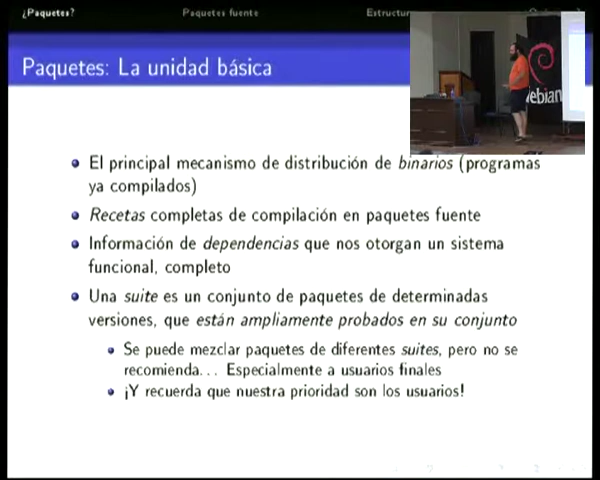 ¿Paquetes?
Paquetes fuente
Paquetes: La unidad básica
debian
El principal mecanismo de distribución de binarios (programas
ya compilados)
Recetas completas de compilación en paquetes fuente
Información de dependencias que nos otorgan un sistema
funcional, completo
Una suite es un conjunto de paquetes de determinadas
versiones, que están ampliamente probados en su conjunto
Se puede mezclar paquetes de diferentes suites, pero no se
recomienda... Especialmente a usuarios finales
¡Y recuerda que nuestra prioridad son los usuarios!